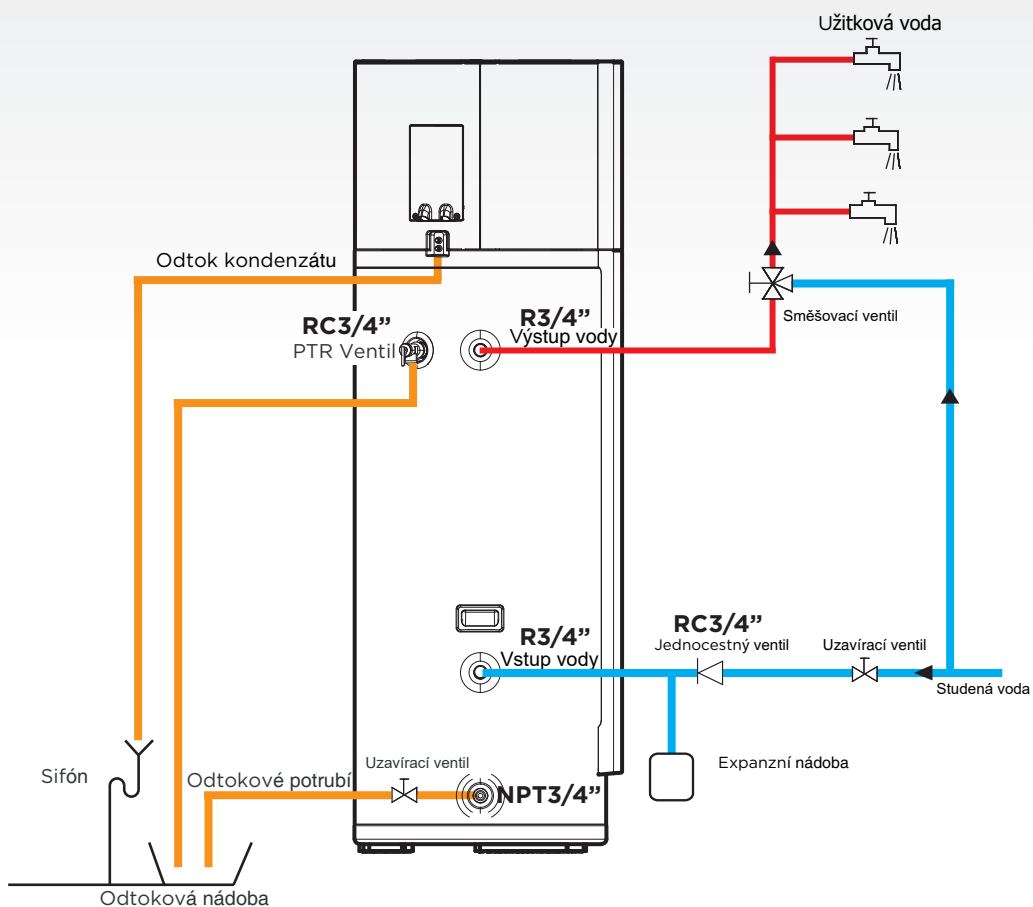 Užitková voda
Odtok kondenzátu
RC3/4”
PTR Ventil
R3/4”
Výstup vody
Směšovací ventil
R3/4”
Vstup vody
RC3/4”
Jednocestný ventil
Uzavírací ventil
Studená voda
Expanzní nádoba
Sifón
Odtokové potrubí
Uzavírací ventil
NPT3/4”
Odtoková nádoba